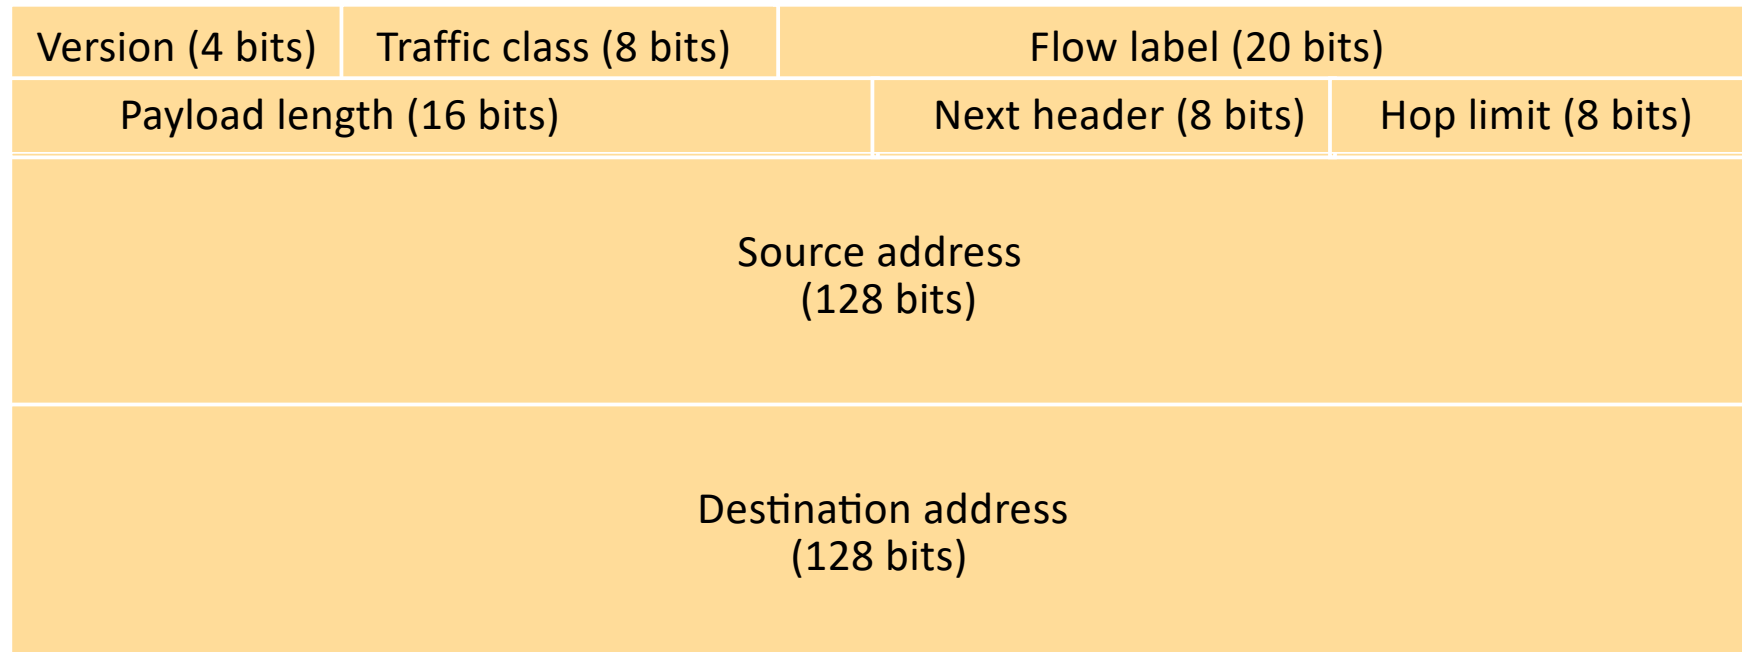 Version (4 bits) Traffic class (8 bits) Flow label (20 bits)
Payload length (16 bits) Next header (8 bits) Hop limit (8 bits)
Source address
(128 bits)
Destination address
(128 bits)